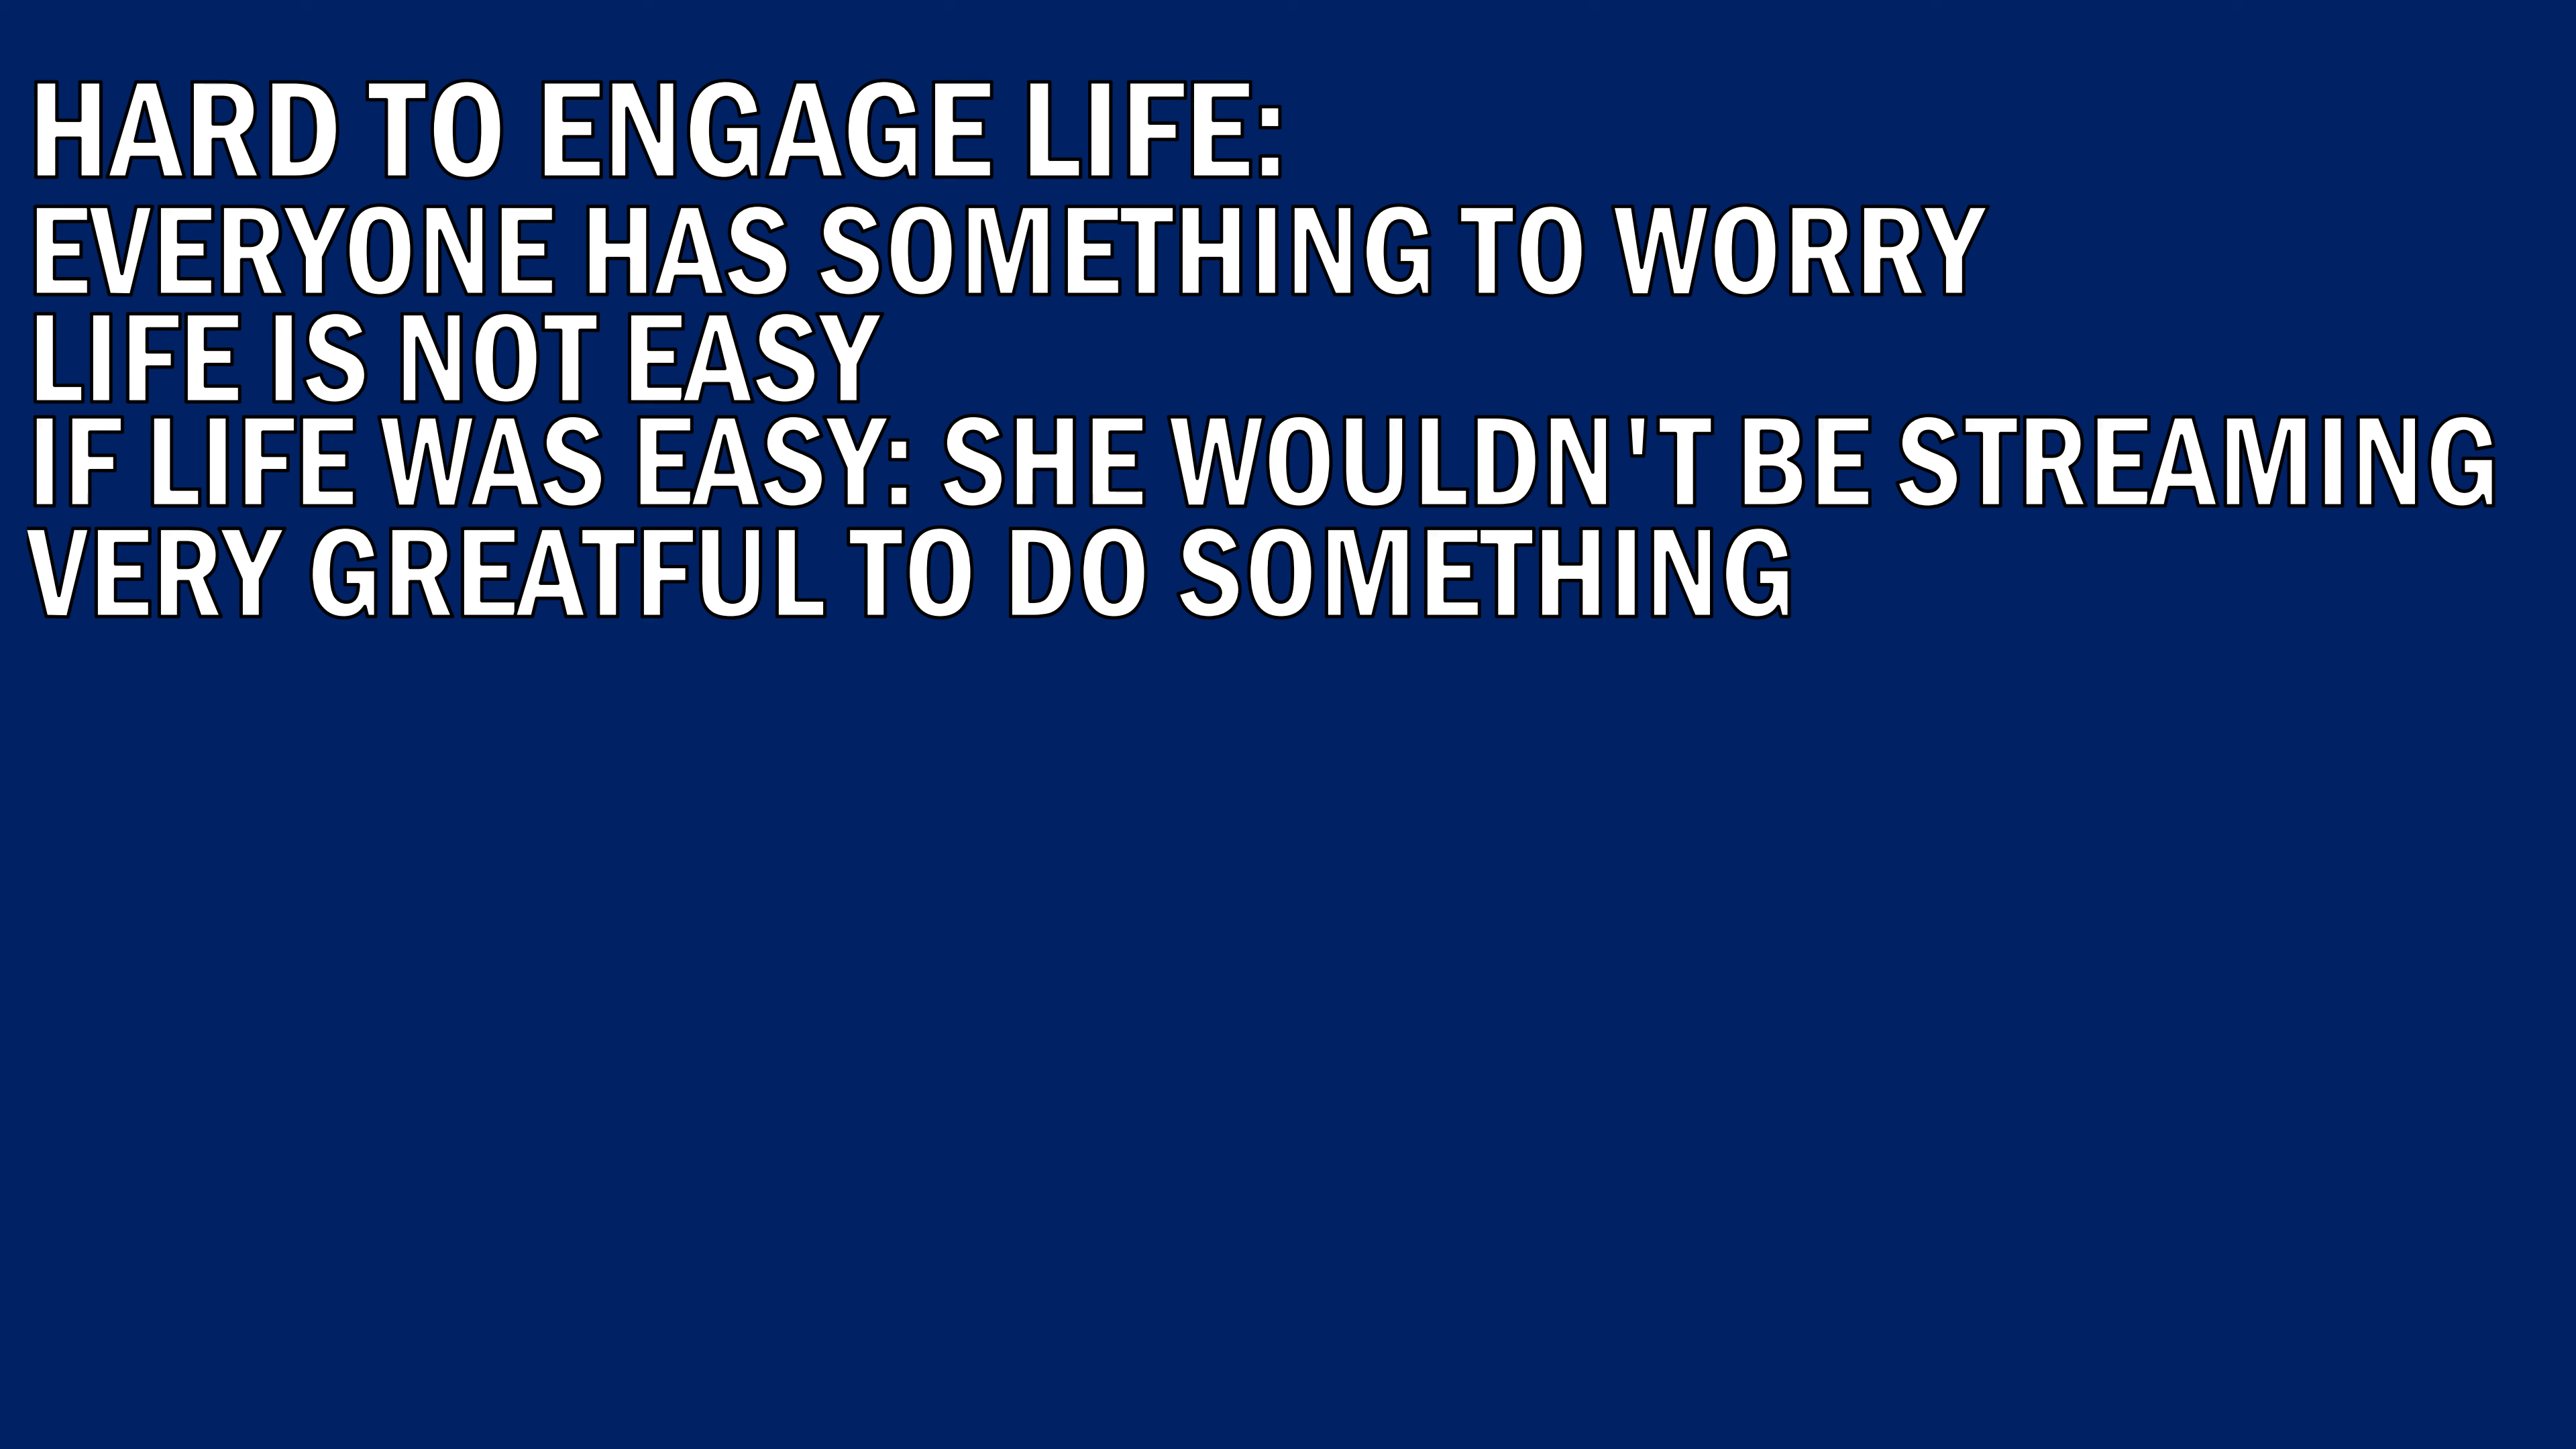 HARD TO ENGAGE LIFE:
EVERYONE HAS SOMETHING TO WORRY
LIFE IS NOT EASY
IF LIFE WAS EASY: SHE WOULDN'T BE STREAMING
VERY GREATFUL TO DO SOMETHING